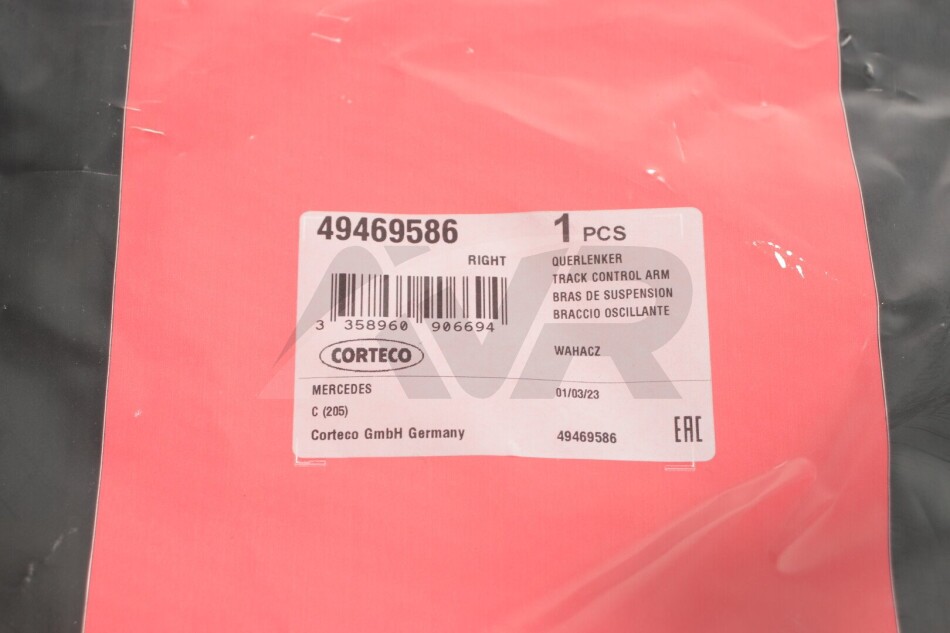 49469586
1 PCS
RIGHT
QUERLENKER
TRACK CONTROL ARM
BRAS DE SUSPENSION
BRACCIO OSCILLANTE
3 358960 906694
CORTECO
WAHACZ
MERCEDES
01/03/23
C (205)
Corteco GmbH Germany
49469586
EAC
AVR